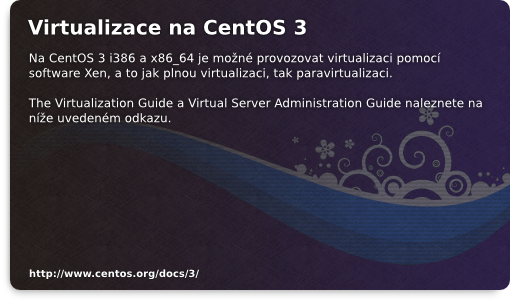 Virtualizace na CentOS 3
Na CentOS 3 i386 a x86_64 je možné provozovat virtualizaci pomocí
software Xen, a to jak plnou virtualizaci, tak paravirtualizaci.
The Virtualization Guide a Virtual Server Administration Guide naleznete na
níže uvedeném odkazu.
http://www.centos.org/docs/3/